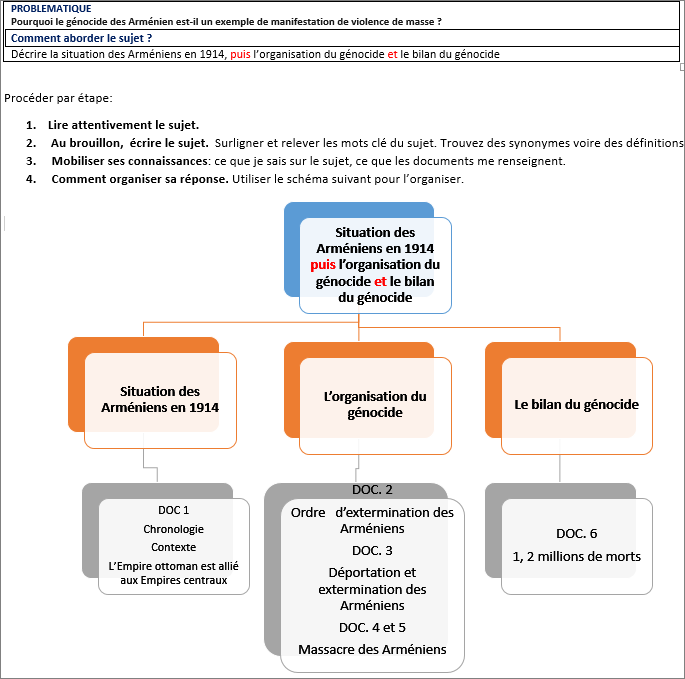 PROBLEMATIQUE
Pourquoi le génocide des Arménien est-il un exemple de manifestation de violence de masse ?
Comment aborder le sujet ?
Décrire la situation des Arméniens en 1914, puis l'organisation du génocide et le bilan du génocide
Procéder par étape:
1. Lire attentivement le sujet.
2. Au brouillon, écrire le sujet. Surligner et relever les mots clé du sujet. Trouvez des synonymes voire des définitions
3. Mobiliser ses connaissances: ce que je sais sur le sujet, ce que les documents me renseignent.
4. Comment organiser sa réponse. Utiliser le schéma suivant pour l'organiser.
Situation des
Arméniens en 1914
puis l'organisation du
génocide et le bilan
du génocide
Situation des
Arméniens en 1914
L'organisation du
génocide
Le bilan du génocide
DOC 1
Chronologie
Contexte
L'Empire ottoman est allié
aux Empires centraux
DOC. 2
Ordre d'extermination des
Arméniens
DOC. 3
Déportation et
extermination des
Arméniens
DOC. 4 et 5
Massacre des Arméniens
DOC. 6
1, 2 millions de morts